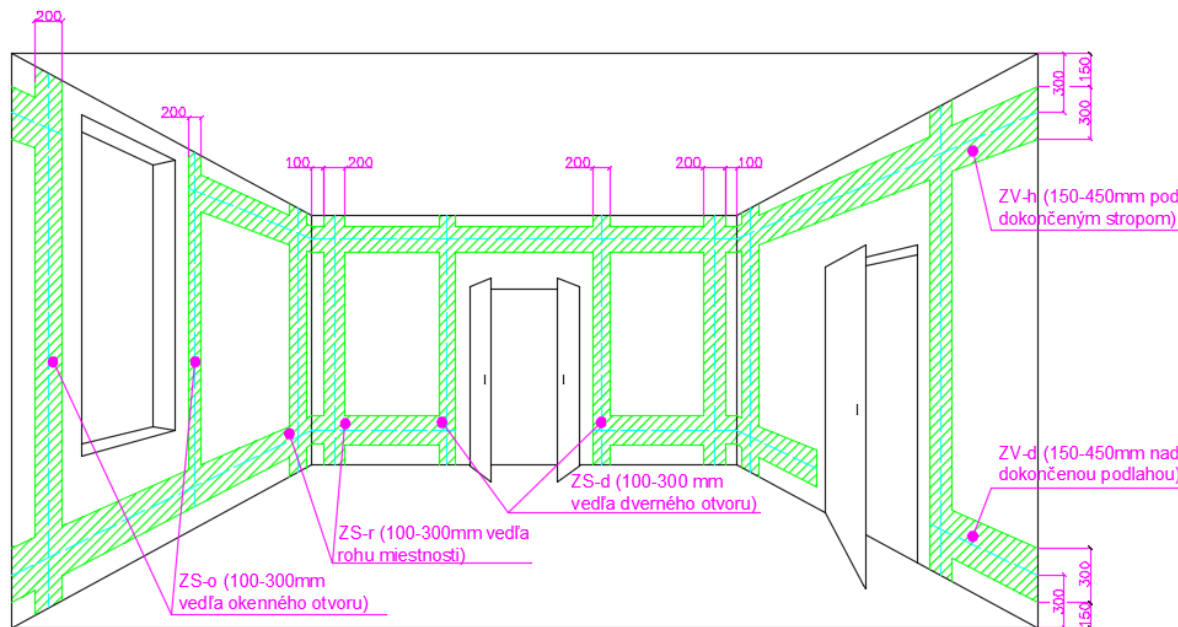 200
200
100
200
200
200
100
300
150
300
ZV-h (150-450mm pod
dokončeným stropom)
ZV-d (150-450mm nad
dokončenou podlahou)
ZS-d (100-300 mm
vedľa dverného otvoru)
ZS-r (100-300mm vedľa
rohu miestnosti)
ZS-o (100-300mm
vedľa okenného otvoru)
300
300
150